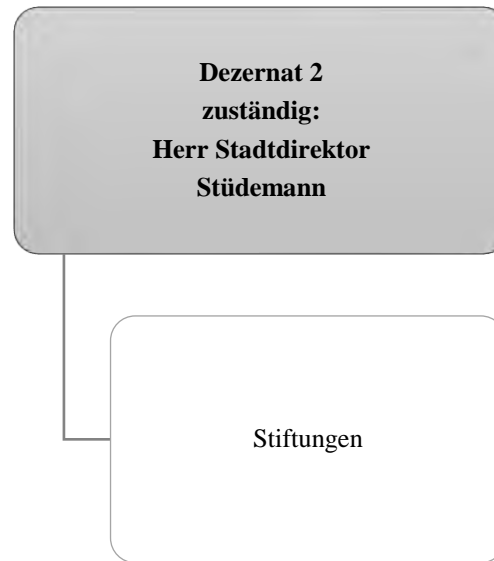 Dezernat 2
zuständig:
Herr Stadtdirektor
Stüdemann
Stiftungen